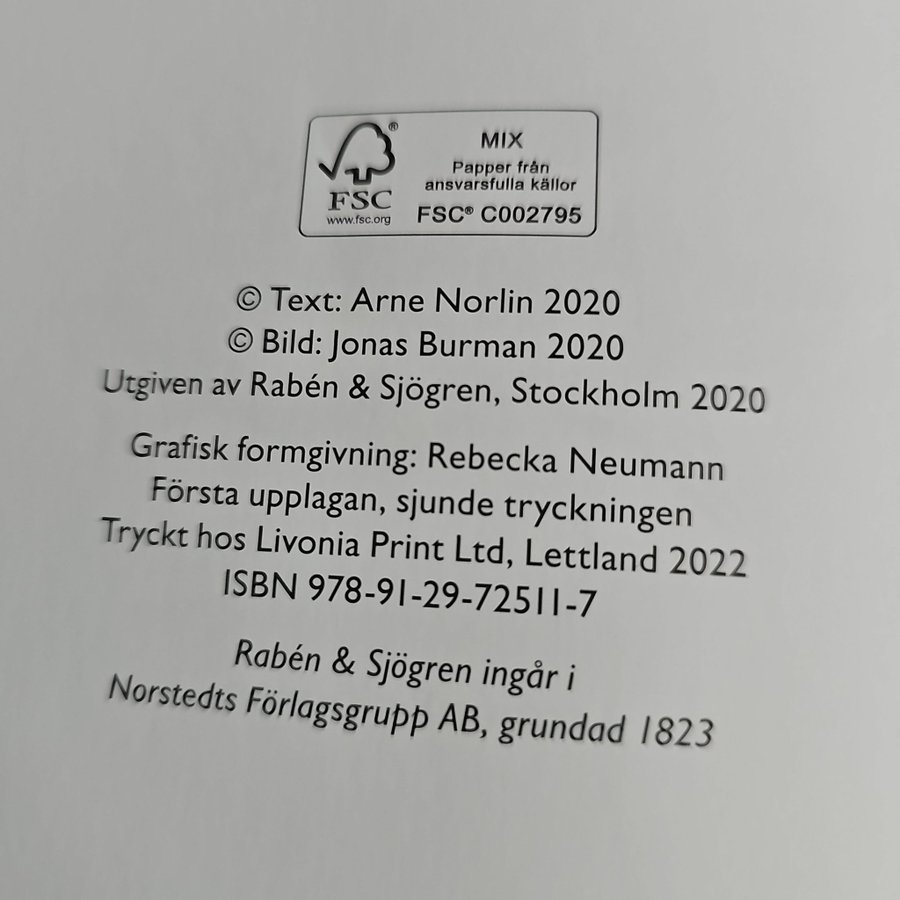 MIX
Papper från
ansvarsfulla källor
FSC® C002795
®
FSC
www.fsc.org
© Text: Arne Norlin 2020
© Bild: Jonas Burman 2020
Utgiven av Rabén & Sjögren, Stockholm 2020
Grafisk formgivning: Rebecka Neumann
Första upplagan, sjunde tryckningen
Tryckt hos Livonia Print Ltd, Lettland 2022
ISBN 978-91-29-72511-7
Rabén & Sjögren ingår i
Norstedts Förlagsgrupp AB, grundad 1823